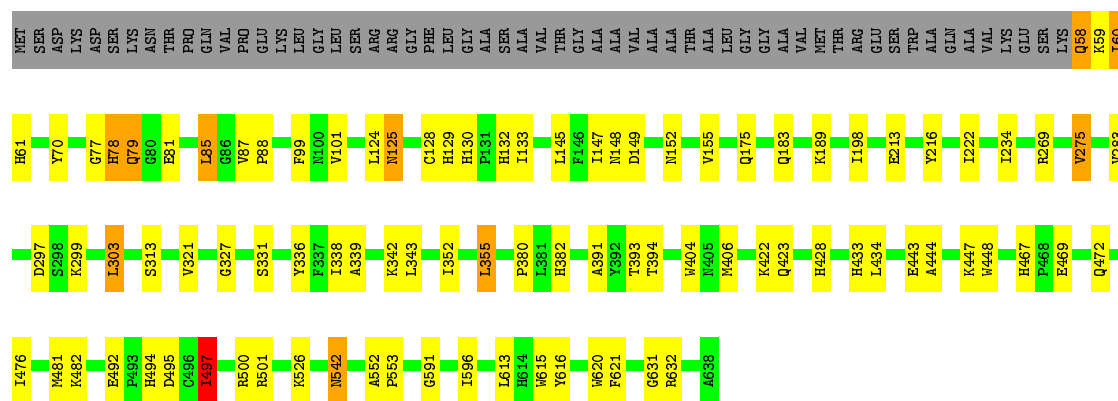 MET SER ASP LYS ASP SER LYS ASN THR PRO GLN VAL PRO GLU LYS LEU GLY LEU SER ARG ARG GLY PHE LEU GLY ALA SER ALA VAL THR GLY ALA ALA VAL ALA ALA THR ALA LEU GLY GLY ALA VAL MET THR ARG GLU SER TRP ALA GLN ALA VAL LYS GLU SER LYS Q58 K59 I60
H61 Y70 G77 H78 Q79 G80 E81 L85 G86 V87 P88 F99 N100 V101 L124 N125 C128 H129 H130 P131 H132 I133 L145 F146 I147 N148 D149 N152 V155 Q175 Q183 K189 I198 E213 Y216 I222 I234 R269 V275
D297 S298 K299 L303 S313 V321 G327 S331 Y336 F337 I338 A339 K342 L343 I352 L355 P380 L381 H382 A391 Y392 T393 T394 W404 N405 M406 K422 Q423 H428 H433 L434 E443 A444 K447 W448 H467 P468 E469 Q472
I476 M481 K482 E492 P493 H494 D495 C496 I497 R500 R501 K526 N542 A552 P553 G591 I596 L613 H614 W615 Y616 W620 F621 G631 R632 A638